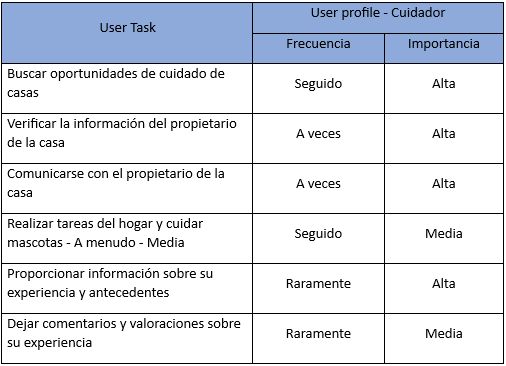 User Task
User profile - Cuidador
Frecuencia
Importancia
Buscar oportunidades de cuidado de
casas
Seguido
Alta
Verificar la información del propietario
de la casa
A veces
Alta
Comunicarse con el propietario de la
casa
A veces
Alta
Realizar tareas del hogar y cuidar
mascotas - A menudo - Media
Seguido
Media
Proporcionar información sobre su
experiencia y antecedentes
Raramente
Alta
Dejar comentarios y valoraciones sobre
su experiencia
Raramente
Media